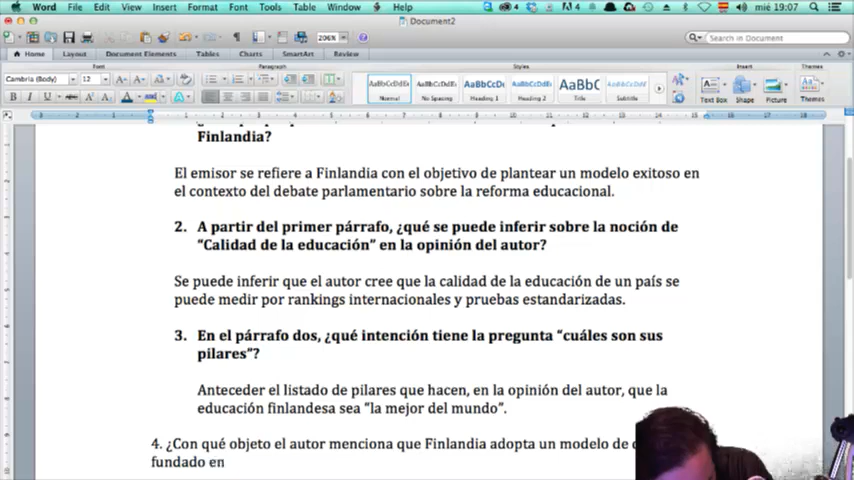 Word File Edit View Insert Format Font Tools Table Window Help 4 4 mié 19:07
Document2
206% Search in Document
Home Layout Document Elements Tables Charts SmartArt Review
Font Paragraph Styles Insert Themes
Cambria (Body) 12
Normal No Spacing Heading 1 Heading 2 Title Subtitle Text Box Shape Picture Themes
Finlandia?
El emisor se refiere a Finlandia con el objetivo de plantear un modelo exitoso en
el contexto del debate parlamentario sobre la reforma educacional.
2. A partir del primer párrafo, ¿qué se puede inferir sobre la noción de
“Calidad de la educación” en la opinión del autor?
Se puede inferir que el autor cree que la calidad de la educación de un país se
puede medir por rankings internacionales y pruebas estandarizadas.
3. En el párrafo dos, ¿qué intención tiene la pregunta “cuáles son sus
pilares”?
Anteceder el listado de pilares que hacen, en la opinión del autor, que la
educación finlandesa sea “la mejor del mundo”.
4. ¿Con qué objeto el autor menciona que Finlandia adopta un modelo de
fundado en